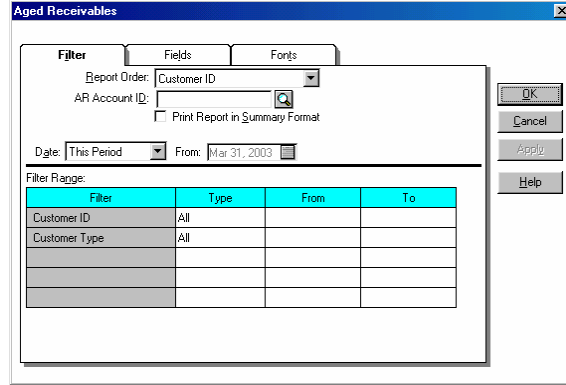 Aged Receivables
Filter Fields Fonts
Report Order: Customer ID
AR Account ID:
Print Report in Summary Format
OK
Cancel
Apply
Help
Date: This Period From: Mar 31, 2003
Filter Range:
Filter Type From To
Customer ID All
Customer Type All